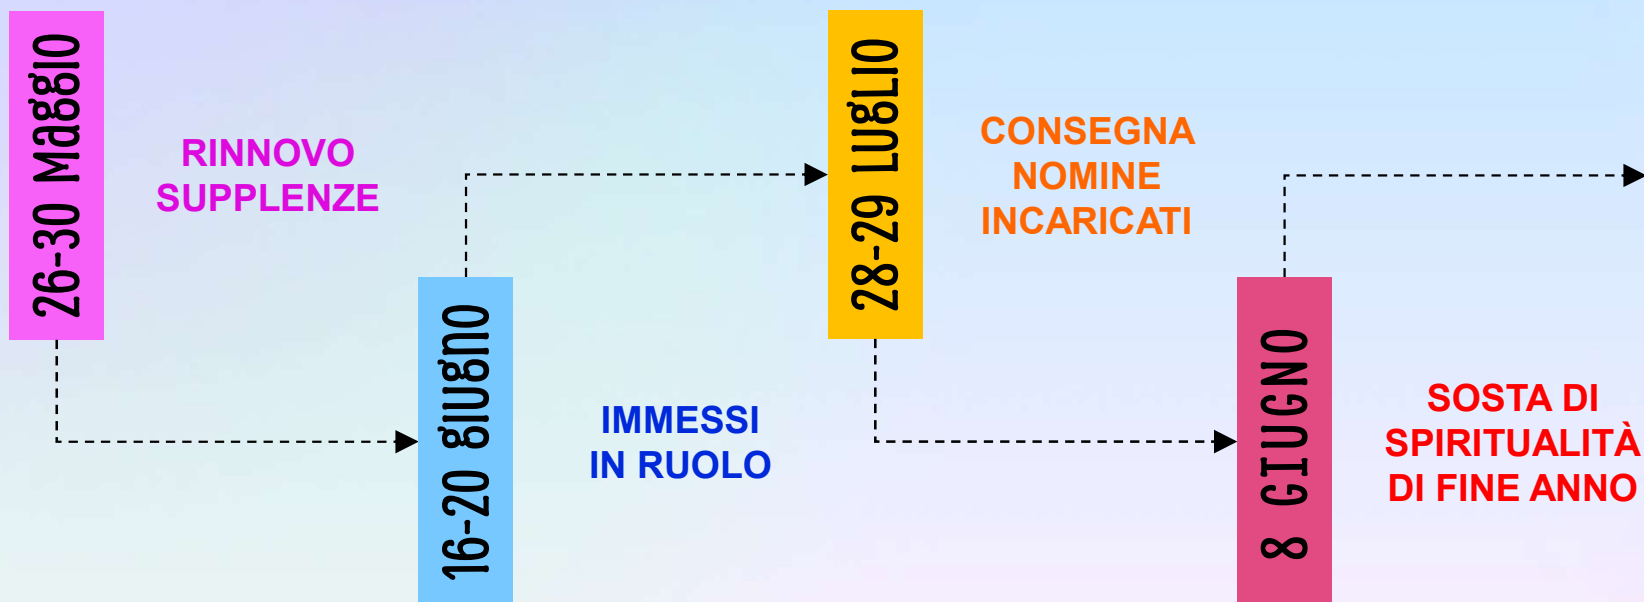 26-30 Maggio
RINNOVO
SUPPLENZE
16-20 giugno
IMMESSI
IN RUOLO
28-29 LUGLIO
CONSEGNA
NOMINE
INCARICATI
8 GIUGNO
SOSTA DI
SPIRITUALITÀ
DI FINE ANNO